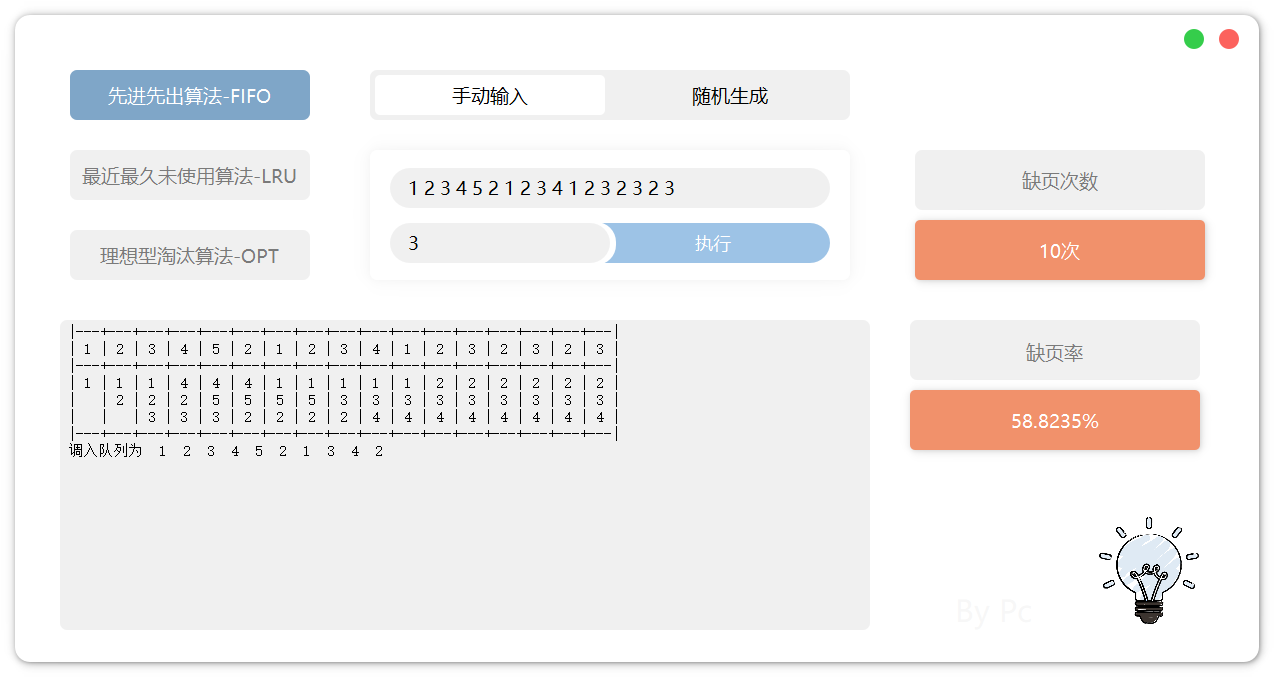 先进先出算法-FIFO
手动输入 随机生成
最近最久未使用算法-LRU
1 2 3 4 5 2 1 2 3 4 1 2 3 2 3 2 3
缺页次数
3 执行
理想型淘汰算法-OPT
10次
|---+---+---+---+---+---+---+---+---+---+---+---+---+---+---+---+---|
| 1 | 2 | 3 | 4 | 5 | 2 | 1 | 2 | 3 | 4 | 1 | 2 | 3 | 2 | 3 | 2 | 3 |
|---+---+---+---+---+---+---+---+---+---+---+---+---+---+---+---+---|
| 1 | 1 | 1 | 4 | 4 | 4 | 1 | 1 | 1 | 1 | 1 | 2 | 2 | 2 | 2 | 2 | 2 |
|   | 2 | 2 | 2 | 5 | 5 | 5 | 5 | 3 | 3 | 3 | 3 | 3 | 3 | 3 | 3 | 3 |
|   |   | 3 | 3 | 3 | 2 | 2 | 2 | 2 | 4 | 4 | 4 | 4 | 4 | 4 | 4 | 4 |
|---+---+---+---+---+---+---+---+---+---+---+---+---+---+---+---+---|
调入队列为 1 2 3 4 5 2 1 3 4 2
缺页率
58.8235%
By Pc